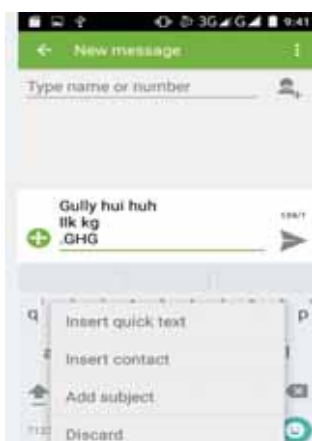 3G G 9:41
New message
Type name or number
Gully hui huh
Ilk kg
.GHG
q p
Insert quick text
Insert contact
Add subject
Discard